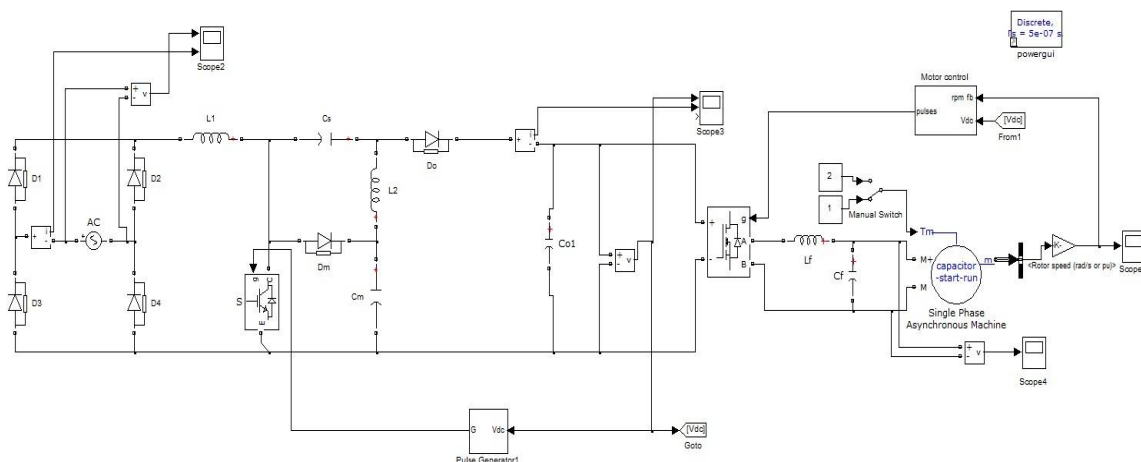 Discrete,
Ts = 5e-07 s.
powergui
Scope2
+
-
v
Motor control
rpm fb
pulses
Vdc
[Vdc]
From1
L1
Cs
Do
+
-
i
Scope3
D1
D2
L2
2
1
Manual Switch
AC
+
-
i
Dm
Co1
+
-
v
+
-
g
A
B
Lf
Cf
Tm
M+
M
m
capacitor
-start-run
Single Phase
Asynchronous Machine
K-
<Rotor speed (rad/s or pu)>
Scope
D3
D4
S
g
C
E
Cm
+
-
v
Scope4
G
Vdc
Pulse Generator1
[Vdc]
Goto